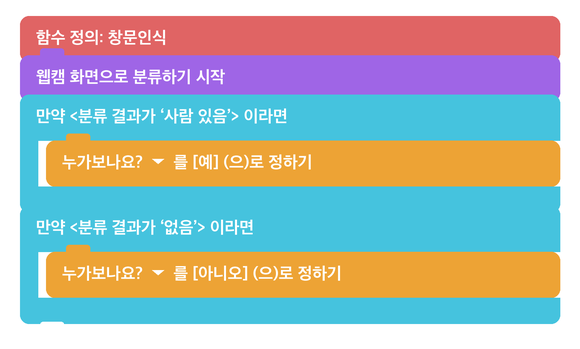 함수 정의: 창문인식
웹캠 화면으로 분류하기 시작
만약 <분류 결과가 ‘사람 있음’> 이라면
누가보나요? ▼ 를 [예] (으)로 정하기
만약 <분류 결과가 ‘없음’> 이라면
누가보나요? ▼ 를 [아니오] (으)로 정하기